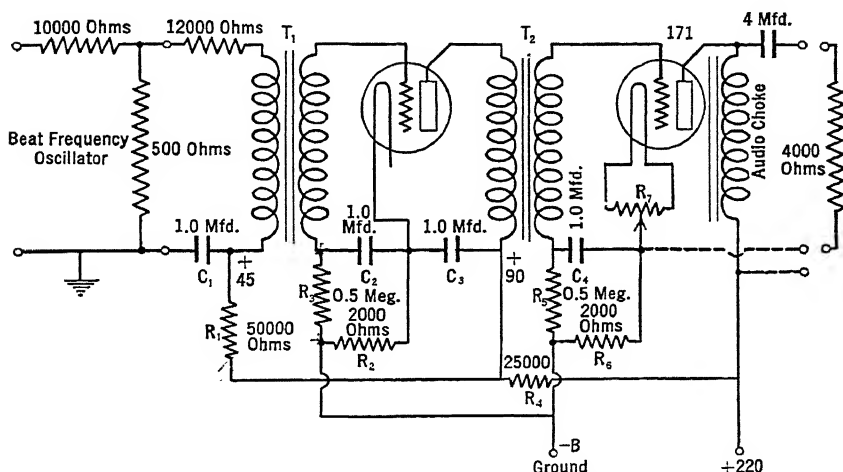 10000 Ohms
12000 Ohms
T1
T2
171
4 Mfd.
Beat Frequency
Oscillator
500 Ohms
Audio Choke
4000
Ohms
R7
1.0 Mfd.
C1
+
45
1.0
Mfd.
C2
1.0 Mfd.
C3
+
90
1.0 Mfd.
C4
R3
0.5 Meg.
2000
Ohms
R2
R5
0.5 Meg.
2000
Ohms
R6
R1
50000
Ohms
25000
R4
-B
Ground
+220